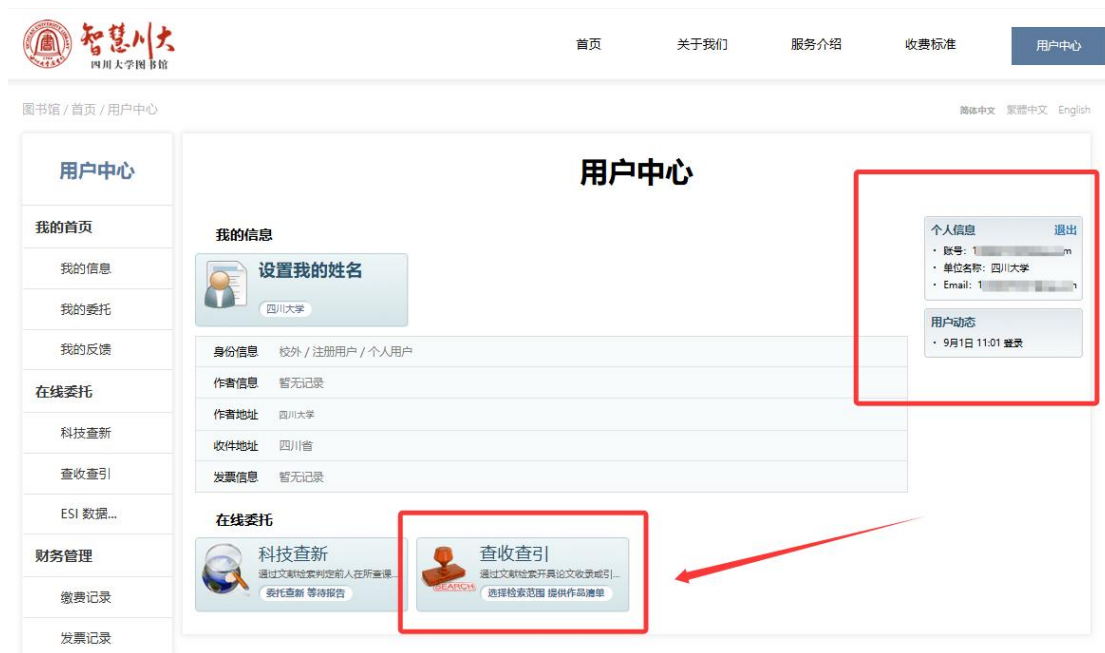 智慧川大
四川大学图书馆
首页 关于我们 服务介绍 收费标准 用户中心
图书馆 / 首页 / 用户中心
简体中文 繁體中文 English
用户中心
我的首页
我的信息
我的委托
我的反馈
在线委托
科技查新
查收查引
ESI 数据...
财务管理
缴费记录
发票记录
用户中心
我的信息
设置我的姓名
四川大学
身份信息 校外 / 注册用户 / 个人用户
作者信息 暂无记录
作者地址 四川大学
收件地址 四川省
发票信息 暂无记录
在线委托
科技查新
通过文献检索判定前人在所查课...
委托查新 等待报告
SEARCH
查收查引
通过文献检索开具论文收录或引...
选择检索范围 提供作品清单
个人信息 退出
· 账号: 1 m
· 单位名称: 四川大学
· Email: 1
用户动态
· 9月1日 11:01 登录